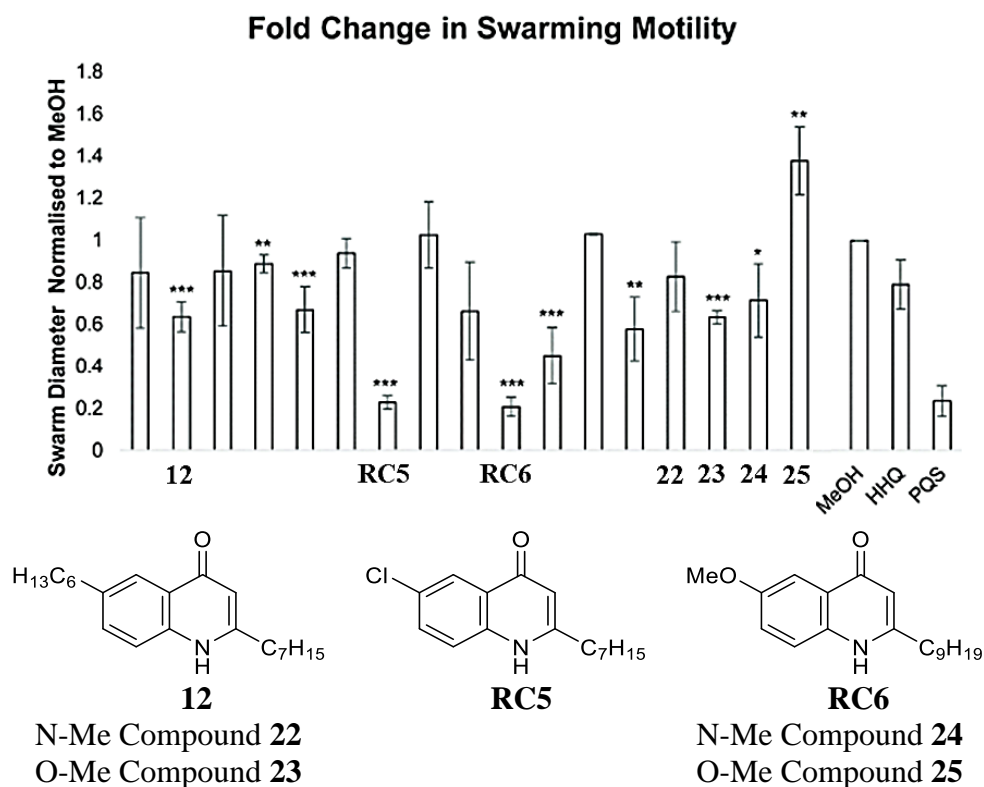 Fold Change in Swarming Motility
Swarm Diameter Normalised to MeOH
1.8
1.6
1.4
1.2
1
0.8
0.6
0.4
0.2
0
***
**
***
***
***
***
**
***
*
**
12
RC5
RC6
22
23
24
25
MeOH
HHQ
PQS
O
H13C6
N
H
C7H15
12
N-Me Compound 22
O-Me Compound 23
O
Cl
N
H
C7H15
RC5
O
MeO
N
H
C9H19
RC6
N-Me Compound 24
O-Me Compound 25